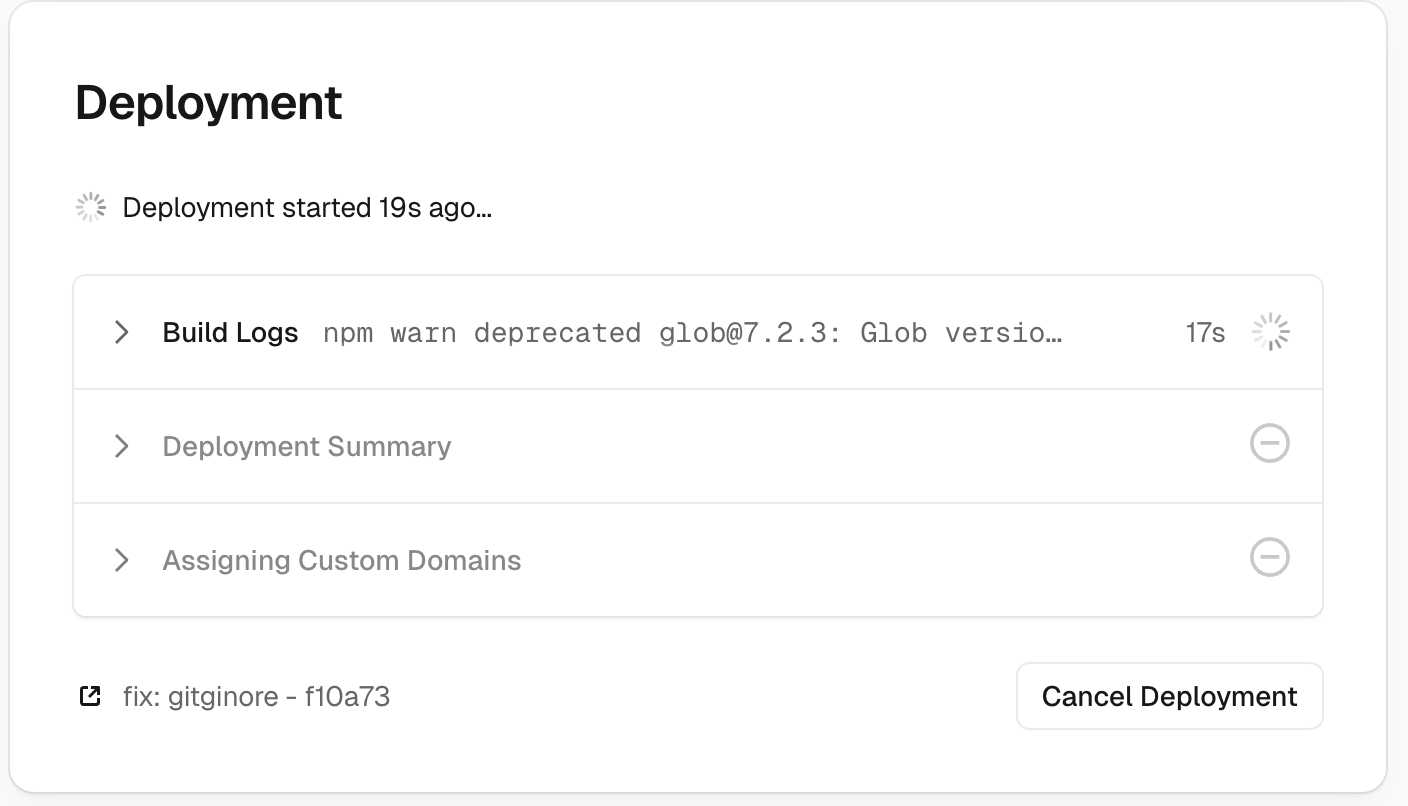 Deployment
Deployment started 19s ago...
Build Logs npm warn deprecated glob@7.2.3: Glob versio… 17s
Deployment Summary
Assigning Custom Domains
fix: gitginore - f10a73 Cancel Deployment